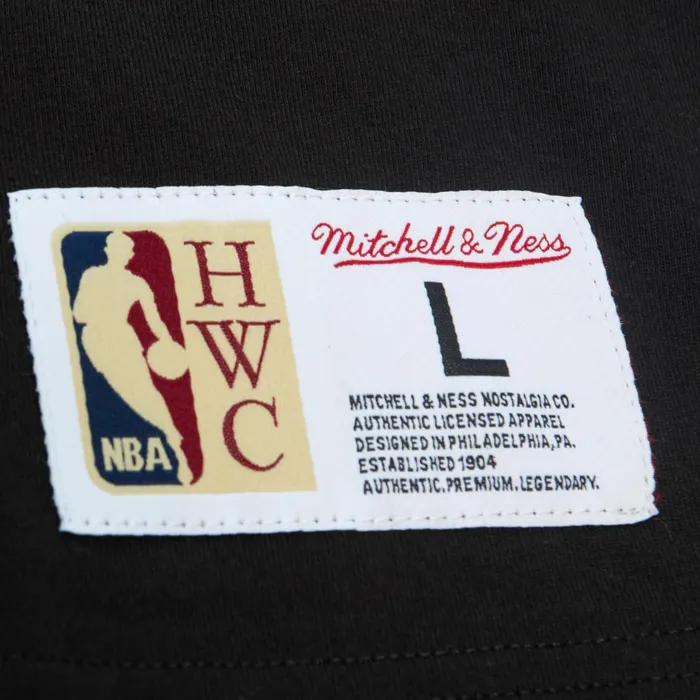 NBA
H
W
C
Mitchell & Ness
L
MITCHELL & NESS NOSTALGIA CO.
AUTHENTIC LICENSED APPAREL
DESIGNED IN PHILADELPHIA, PA.
ESTABLISHED 1904
AUTHENTIC.PREMIUM.LEGENDARY.